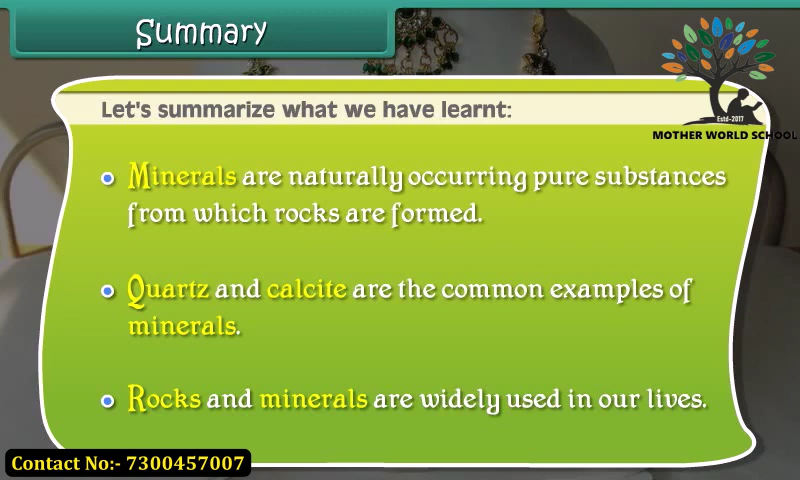 Summary
Let's summarize what we have learnt:
Estd-2017
MOTHER WORLD SCHOOL
Minerals are naturally occurring pure substances
from which rocks are formed.
Quartz and calcite are the common examples of
minerals.
Rocks and minerals are widely used in our lives.
Contact No:- 7300457007